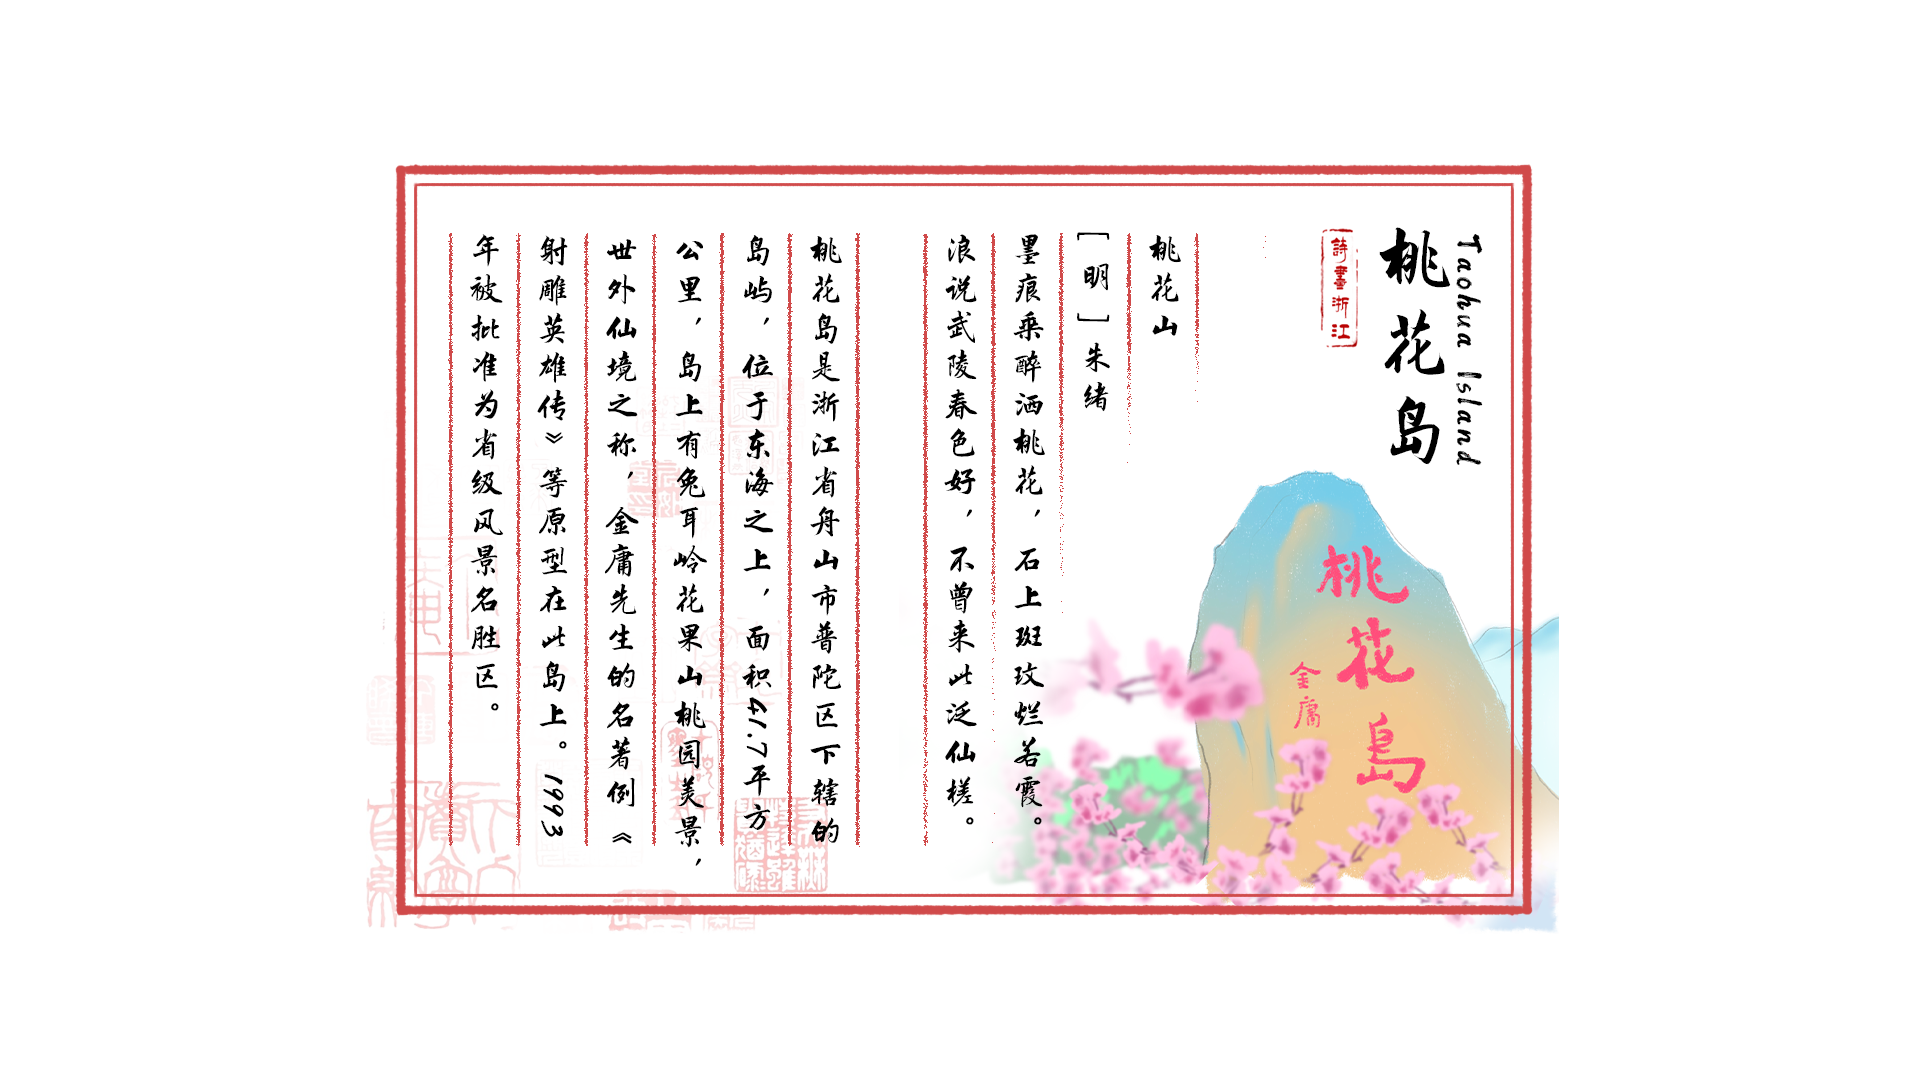 Taohua Island
桃花岛
詩書浙江
桃花山
[明]朱绪
墨痕乘醉洒桃花，石上斑玟烂若霞。
浪说武陵春色好，不曾来此泛仙槎。
桃花岛是浙江省舟山市普陀区下辖的
岛屿，位于东海之上，面积41.7平方
公里，岛上有兔耳岭花果山桃园美景，
世外仙境之称，金庸先生的名著例《
射雕英雄传》等原型在此岛上。1993
年被批准为省级风景名胜区。
桃花岛
金庸